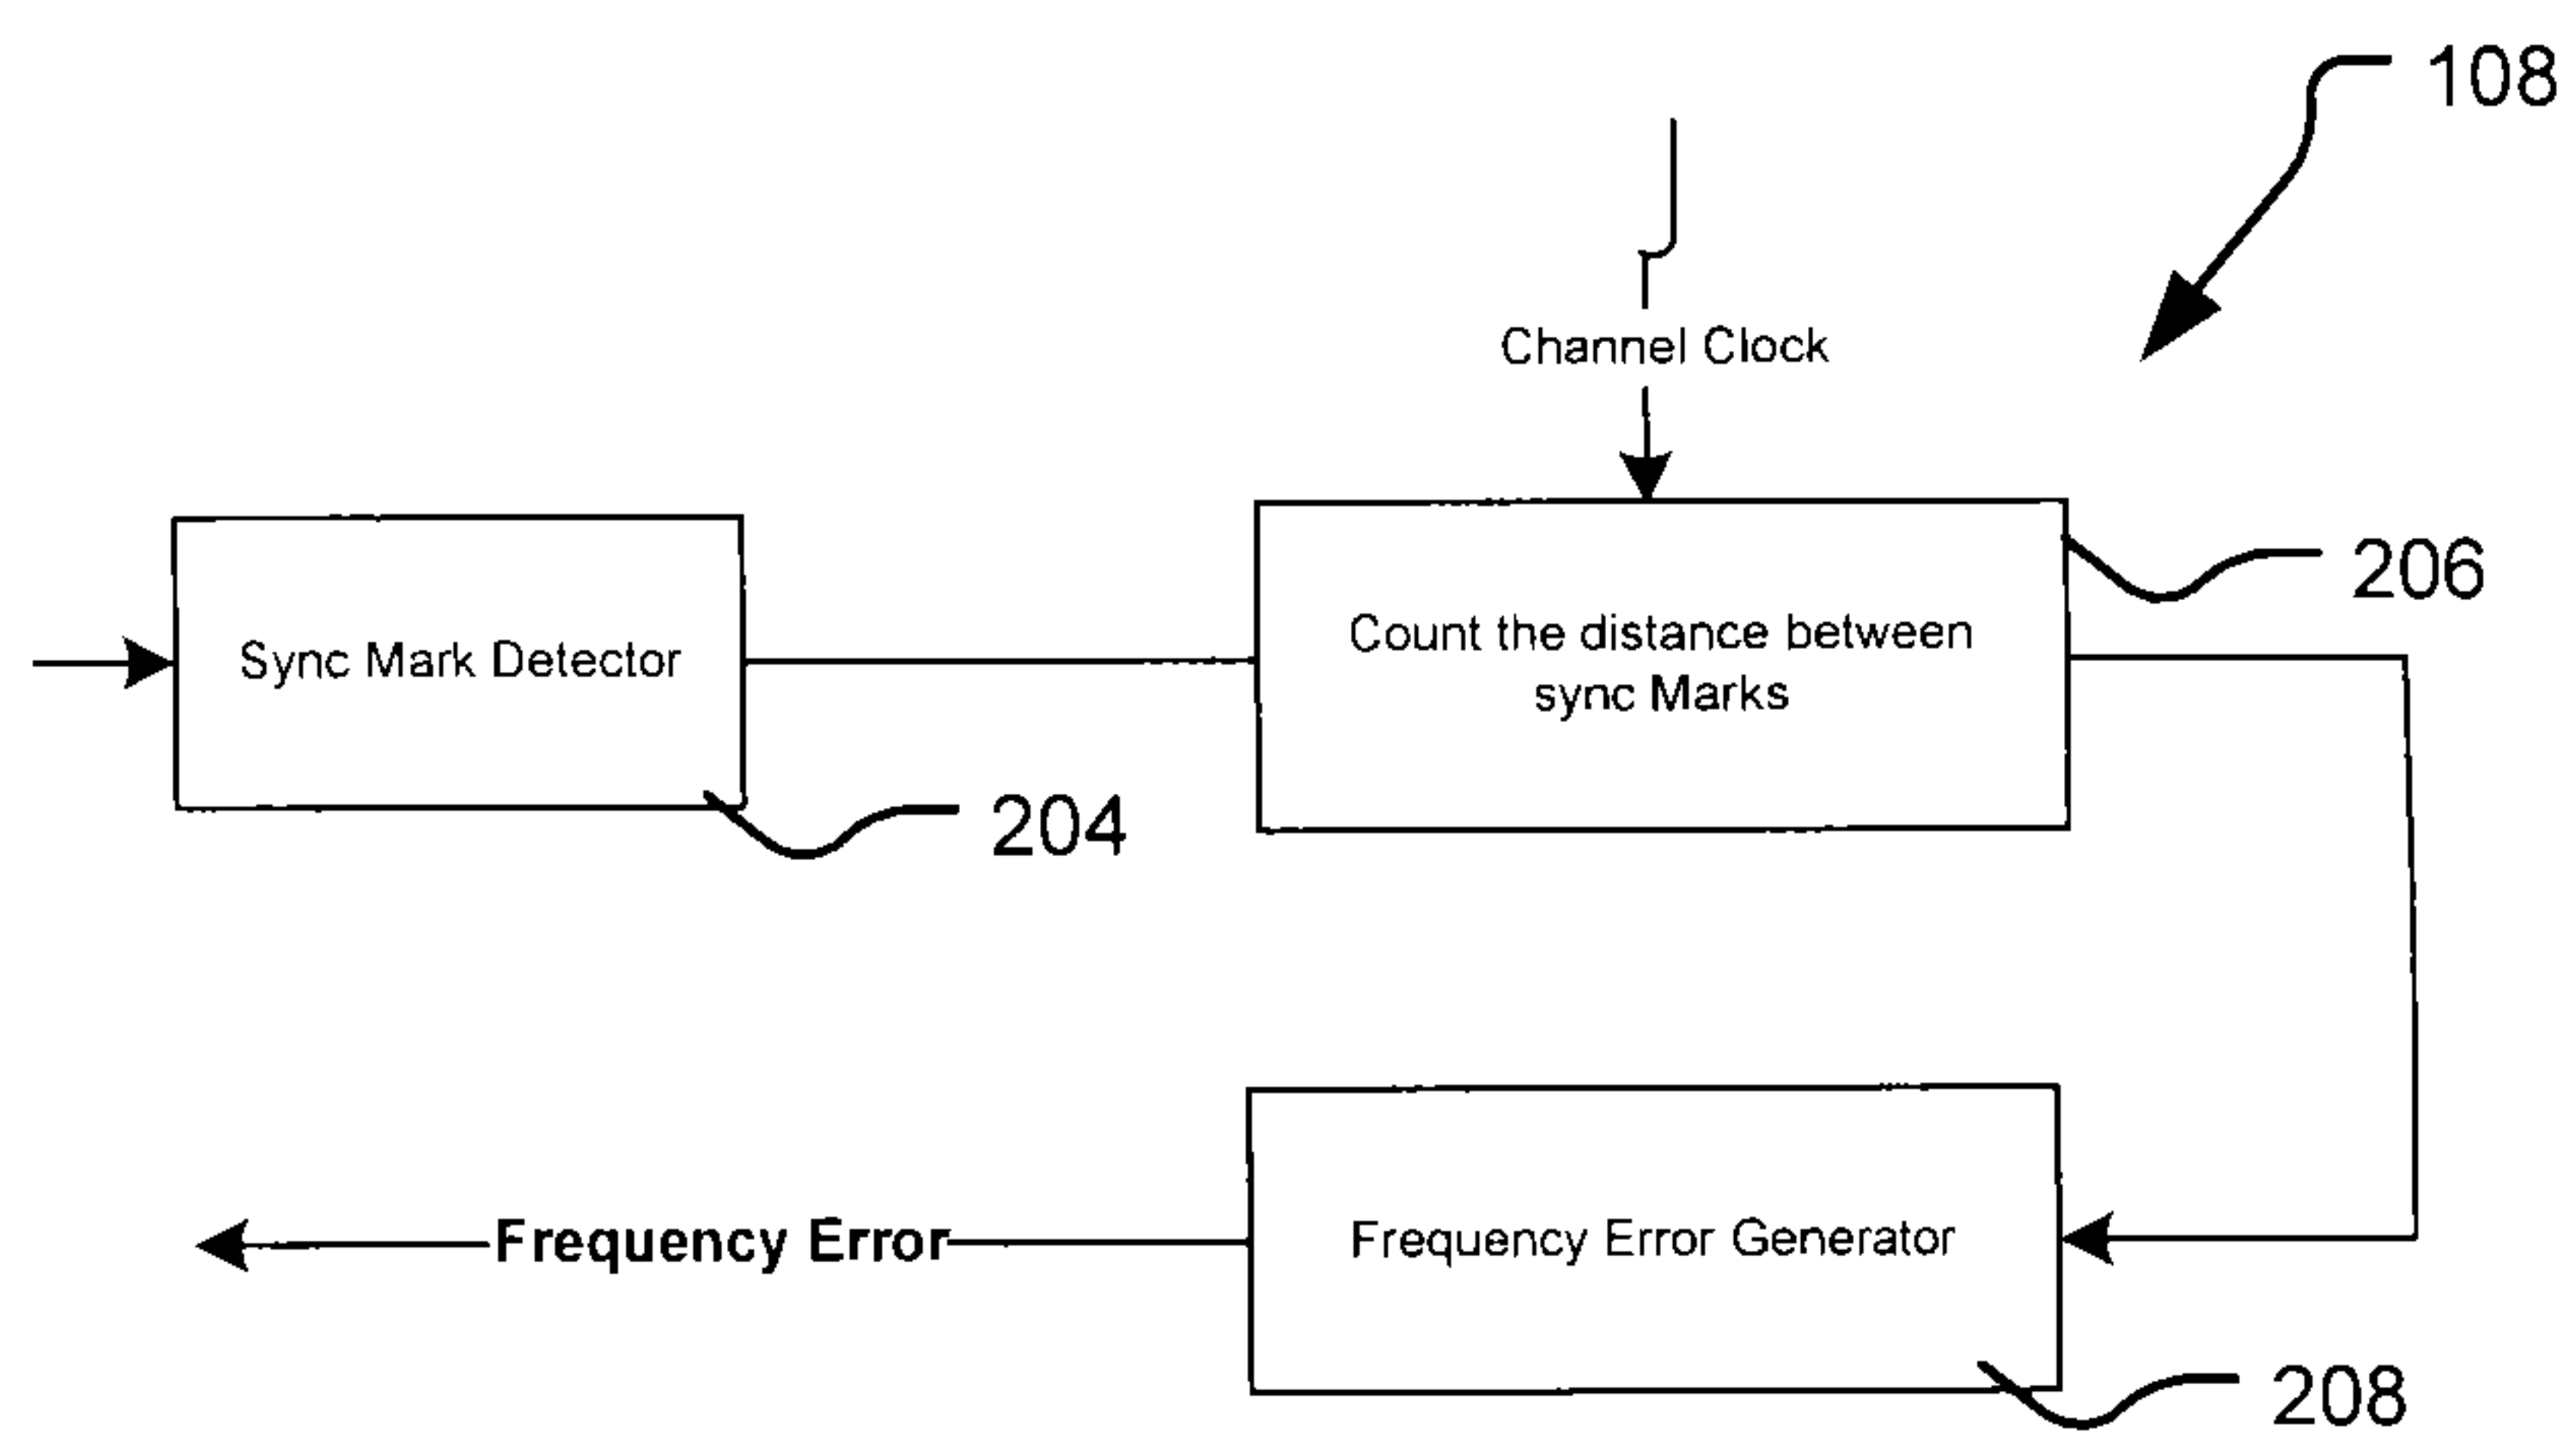 108
Channel Clock
206
Count the distance between
sync Marks
Sync Mark Detector
204
Frequency Error
Frequency Error Generator
208